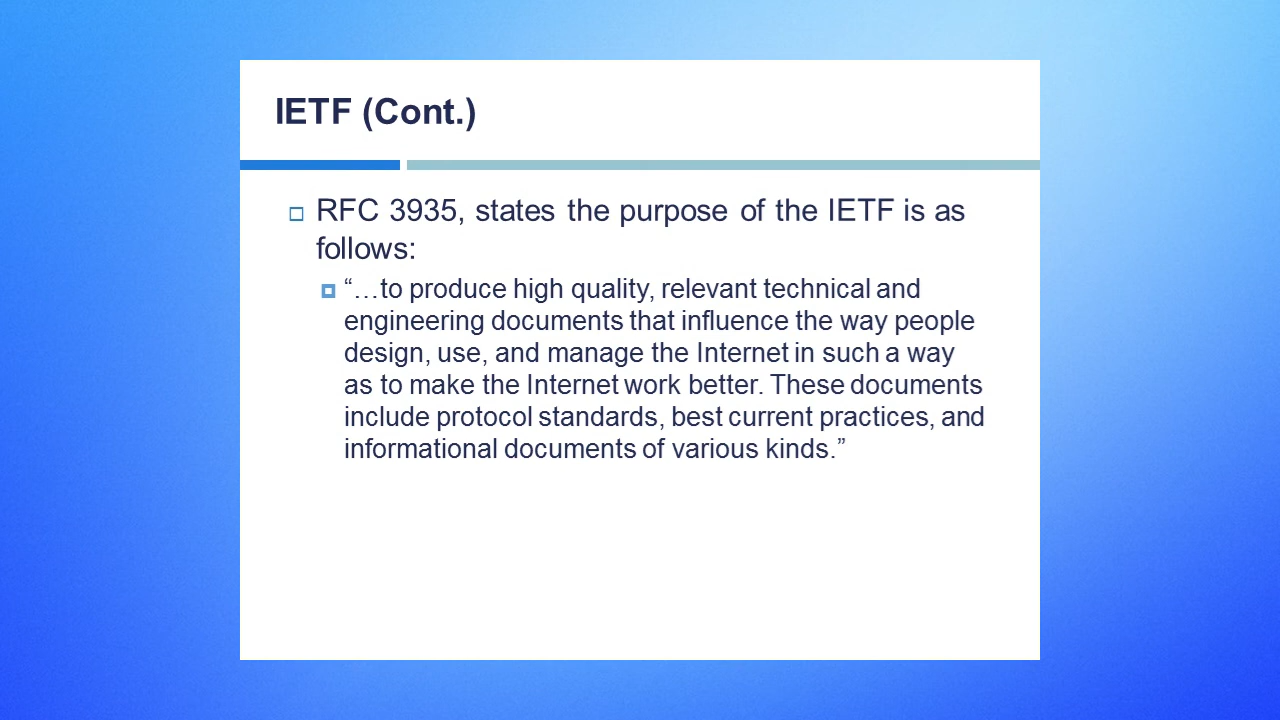 IETF (Cont.)
RFC 3935, states the purpose of the IETF is as
follows:
“…to produce high quality, relevant technical and
engineering documents that influence the way people
design, use, and manage the Internet in such a way
as to make the Internet work better. These documents
include protocol standards, best current practices, and
informational documents of various kinds.”